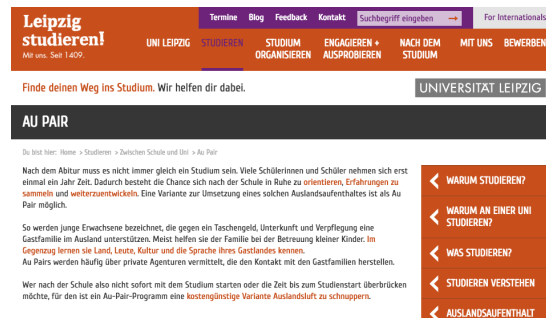 Leipzig
studieren!
Mit uns. Seit 1409.
Termine Blog Feedback Kontakt Suchbegriff eingeben → For Internationals
UNI LEIPZIG STUDIEREN STUDIUM ORGANISIEREN ENGAGIEREN + AUSPROBIEREN NACH DEM STUDIUM MIT UNS BEWERBEN
Finde deinen Weg ins Studium. Wir helfen dir dabei.
UNIVERSITÄT LEIPZIG
AU PAIR
Du bist hier: Home > Studieren > Zwischen Schule und Uni > Au Pair
Nach dem Abitur muss es nicht immer gleich ein Studium sein. Viele Schülerinnen und Schüler nehmen sich erst
einmal ein Jahr Zeit. Dadurch besteht die Chance sich nach der Schule in Ruhe zu orientieren, Erfahrungen zu
sammeln und weiterzuentwickeln. Eine Variante zur Umsetzung eines solchen Auslandsaufenthaltes ist als Au
Pair möglich.
So werden junge Erwachsene bezeichnet, die gegen ein Taschengeld, Unterkunft und Verpflegung eine
Gastfamilie im Ausland unterstützen. Meist helfen sie der Familie bei der Betreuung kleiner Kinder. Im
Gegenzug lernen sie Land, Leute, Kultur und die Sprache ihres Gastlandes kennen.
Au Pairs werden häufig über private Agenturen vermittelt, die den Kontakt mit den Gastfamilien herstellen.
Wer nach der Schule also nicht sofort mit dem Studium starten oder die Zeit bis zum Studienstart überbrücken
möchte, für den ist ein Au-Pair-Programm eine kostengünstige Variante Auslandsluft zu schnuppern.
WARUM STUDIEREN?
WARUM AN EINER UNI
STUDIEREN?
WAS STUDIEREN?
STUDIEREN VERSTEHEN
AUSLANDSAUFENTHALT